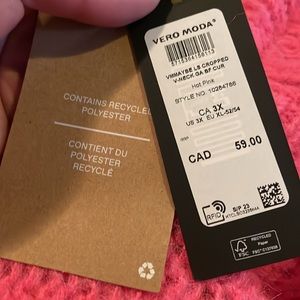 CONTAINS RECYCLED
POLYESTER
CONTIENT DU
POLYESTER
RECYCLÉ
VERO MODA
VMMAYBE LS CROPPED
V-NECK GA BF CUR
Hot Pink
STYLE NO. 10284786
CA 3X
US 3X EU XL-52/54
CAD 59.00
RFID
S/P 23
FSC
RECYCLED
Paper